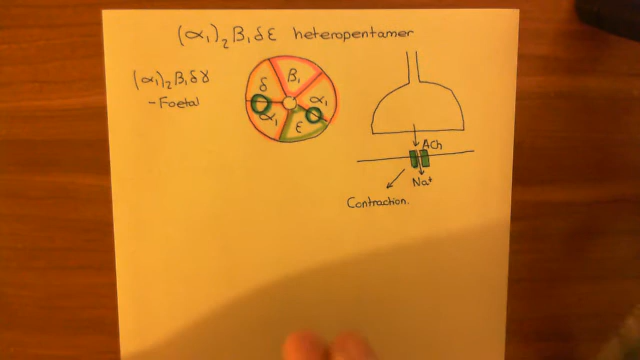 (α₁)₂ β₁ δ ε heteropentamer
(α₁)₂ β₁ δ γ
- Foetal
β₁
δ
α₁
α₁
ε
ACh
Na⁺
Contraction.